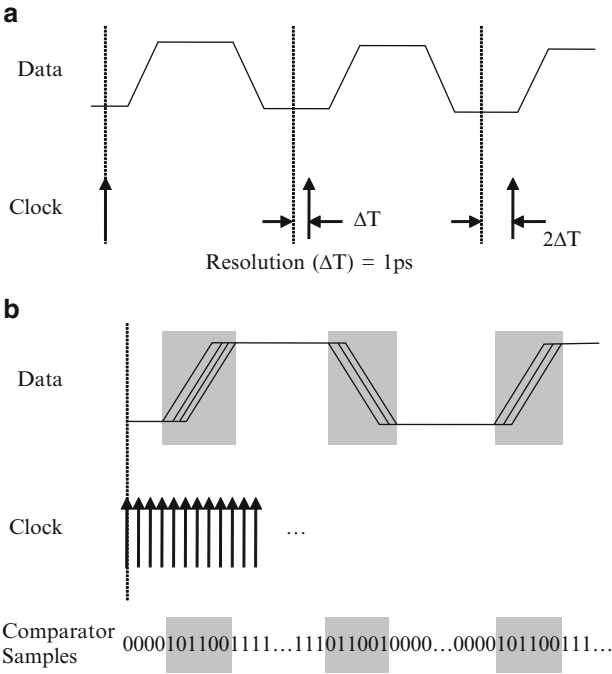 a
Data
Clock
ΔT
2ΔT
Resolution (ΔT) = 1ps
b
Data
Clock
...
Comparator
Samples
0000101100111 1...1110110010000...0000101100111...